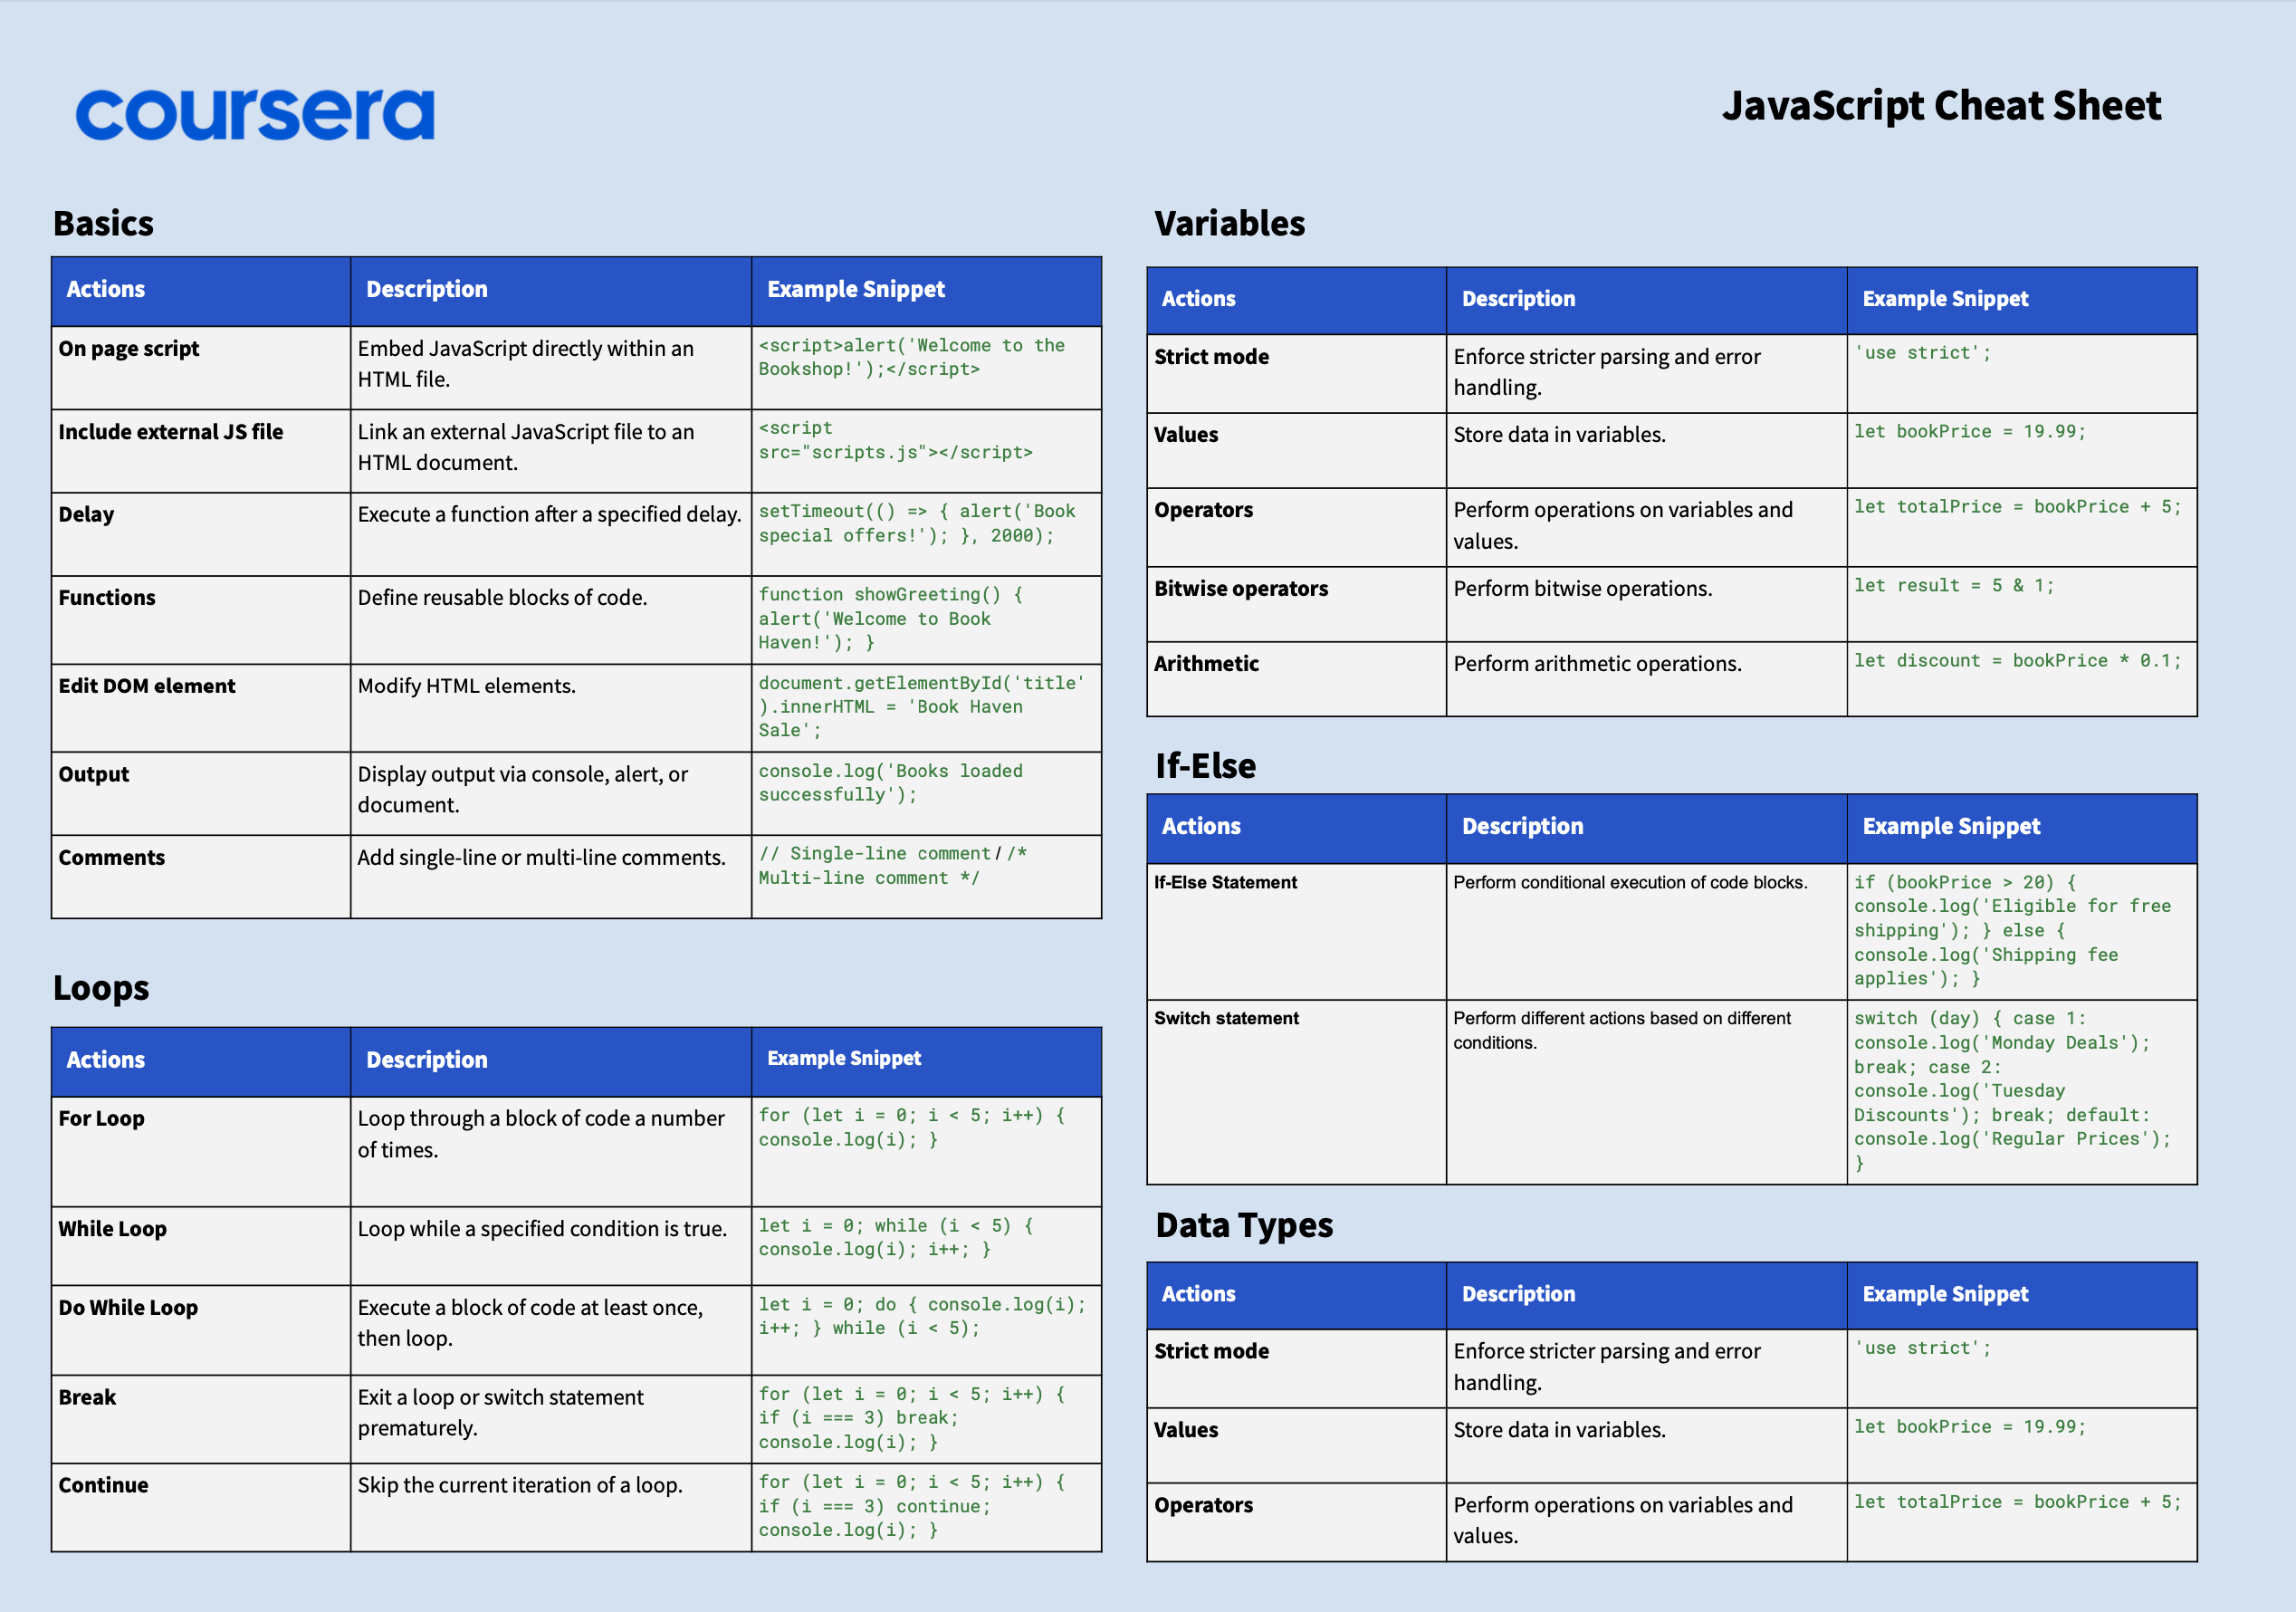 coursera
JavaScript Cheat Sheet
Basics
Actions
Description
Example Snippet
On page script
Embed JavaScript directly within an
HTML file.
<script>alert('Welcome to the
Bookshop!');</script>
Include external JS file
Link an external JavaScript file to an
HTML document.
<script
src="scripts.js"></script>
Delay
Execute a function after a specified delay.
setTimeout(() => { alert('Book
special offers!'); }, 2000);
Functions
Define reusable blocks of code.
function showGreeting() {
alert('Welcome to Book
Haven!'); }
Edit DOM element
Modify HTML elements.
document.getElementById('title'
).innerHTML = 'Book Haven
Sale';
Output
Display output via console, alert, or
document.
console.log('Books loaded
successfully');
Comments
Add single-line or multi-line comments.
// Single-line comment / /*
Multi-line comment */
Loops
Actions
Description
Example Snippet
For Loop
Loop through a block of code a number
of times.
for (let i = 0; i < 5; i++) {
console.log(i); }
While Loop
Loop while a specified condition is true.
let i = 0; while (i < 5) {
console.log(i); i++; }
Do While Loop
Execute a block of code at least once,
then loop.
let i = 0; do { console.log(i);
i++; } while (i < 5);
Break
Exit a loop or switch statement
prematurely.
for (let i = 0; i < 5; i++) {
if (i === 3) break;
console.log(i); }
Continue
Skip the current iteration of a loop.
for (let i = 0; i < 5; i++) {
if (i === 3) continue;
console.log(i); }
Variables
Actions
Description
Example Snippet
Strict mode
Enforce stricter parsing and error
handling.
'use strict';
Values
Store data in variables.
let bookPrice = 19.99;
Operators
Perform operations on variables and
values.
let totalPrice = bookPrice + 5;
Bitwise operators
Perform bitwise operations.
let result = 5 & 1;
Arithmetic
Perform arithmetic operations.
let discount = bookPrice * 0.1;
If-Else
Actions
Description
Example Snippet
If-Else Statement
Perform conditional execution of code blocks.
if (bookPrice > 20) {
console.log('Eligible for free
shipping'); } else {
console.log('Shipping fee
applies'); }
Switch statement
Perform different actions based on different
conditions.
switch (day) { case 1:
console.log('Monday Deals');
break; case 2:
console.log('Tuesday
Discounts'); break; default:
console.log('Regular Prices');
}
Data Types
Actions
Description
Example Snippet
Strict mode
Enforce stricter parsing and error
handling.
'use strict';
Values
Store data in variables.
let bookPrice = 19.99;
Operators
Perform operations on variables and
values.
let totalPrice = bookPrice + 5;